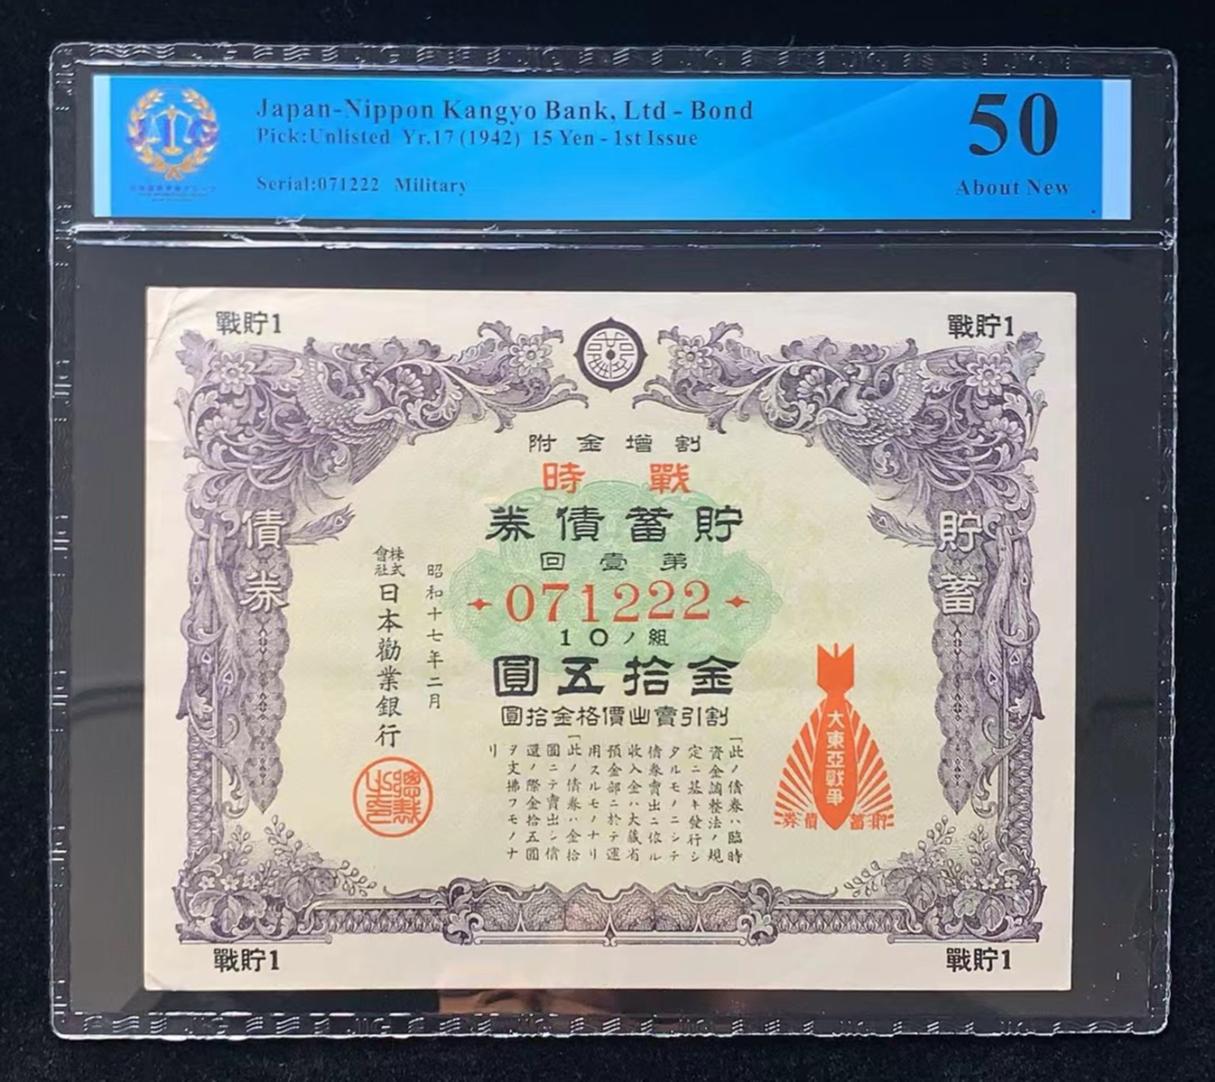 JIG
Japan-Nippon Kangyo Bank, Ltd - Bond
Pick:Unlisted Yr.17 (1942) 15 Yen - 1st Issue
Serial:071222 Military
50
About New
戰貯1
戰貯1
割增金附
戰時
貯蓄債券
第壹回
071222
10ノ組
金拾五圓
割引賣出價格金拾圓
貯蓄
債券
「此ノ債券ハ臨時
資金調整法ノ規
定ニ基キ發行シ
タルモノニシテ
債券賣出ニ依ル
收入金ハ大藏省
預金部ニ於テ運
用スルモノナリ
「此ノ債券ハ金拾
圓ニテ賣出シ償
還ノ際金拾五圓
ヲ支拂フモノナ
リ
昭和十七年二月
株式會社日本勸業銀行
大東亞戰爭
貯蓄債券
戰貯1
戰貯1